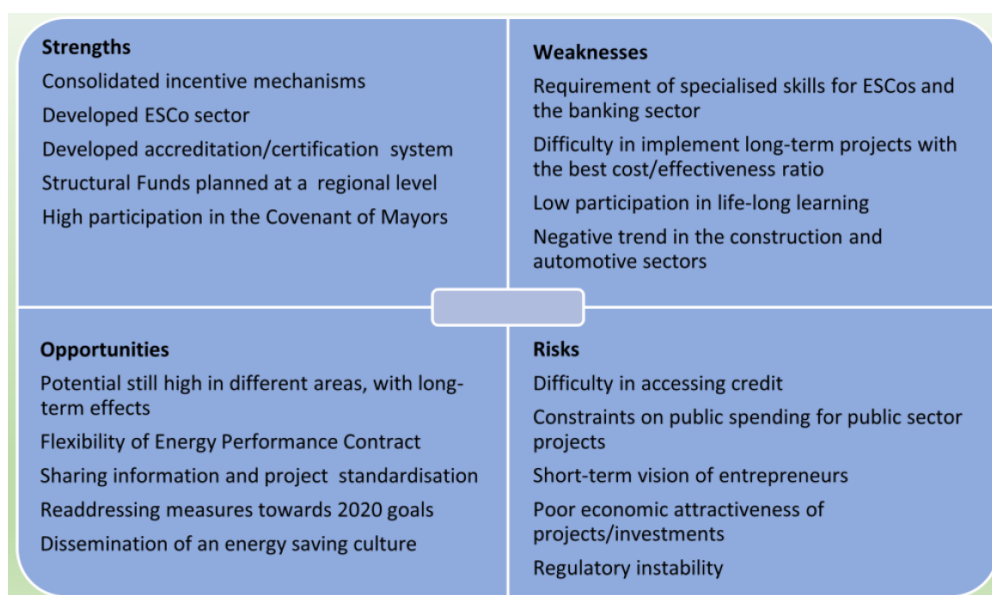 Strengths
Consolidated incentive mechanisms
Developed ESCo sector
Developed accreditation/certification system
Structural Funds planned at a regional level
High participation in the Covenant of Mayors
Weaknesses
Requirement of specialised skills for ESCos and
the banking sector
Difficulty in implement long-term projects with
the best cost/effectiveness ratio
Low participation in life-long learning
Negative trend in the construction and
automotive sectors
Opportunities
Potential still high in different areas, with long-
term effects
Flexibility of Energy Performance Contract
Sharing information and project standardisation
Readdressing measures towards 2020 goals
Dissemination of an energy saving culture
Risks
Difficulty in accessing credit
Constraints on public spending for public sector
projects
Short-term vision of entrepreneurs
Poor economic attractiveness of
projects/investments
Regulatory instability